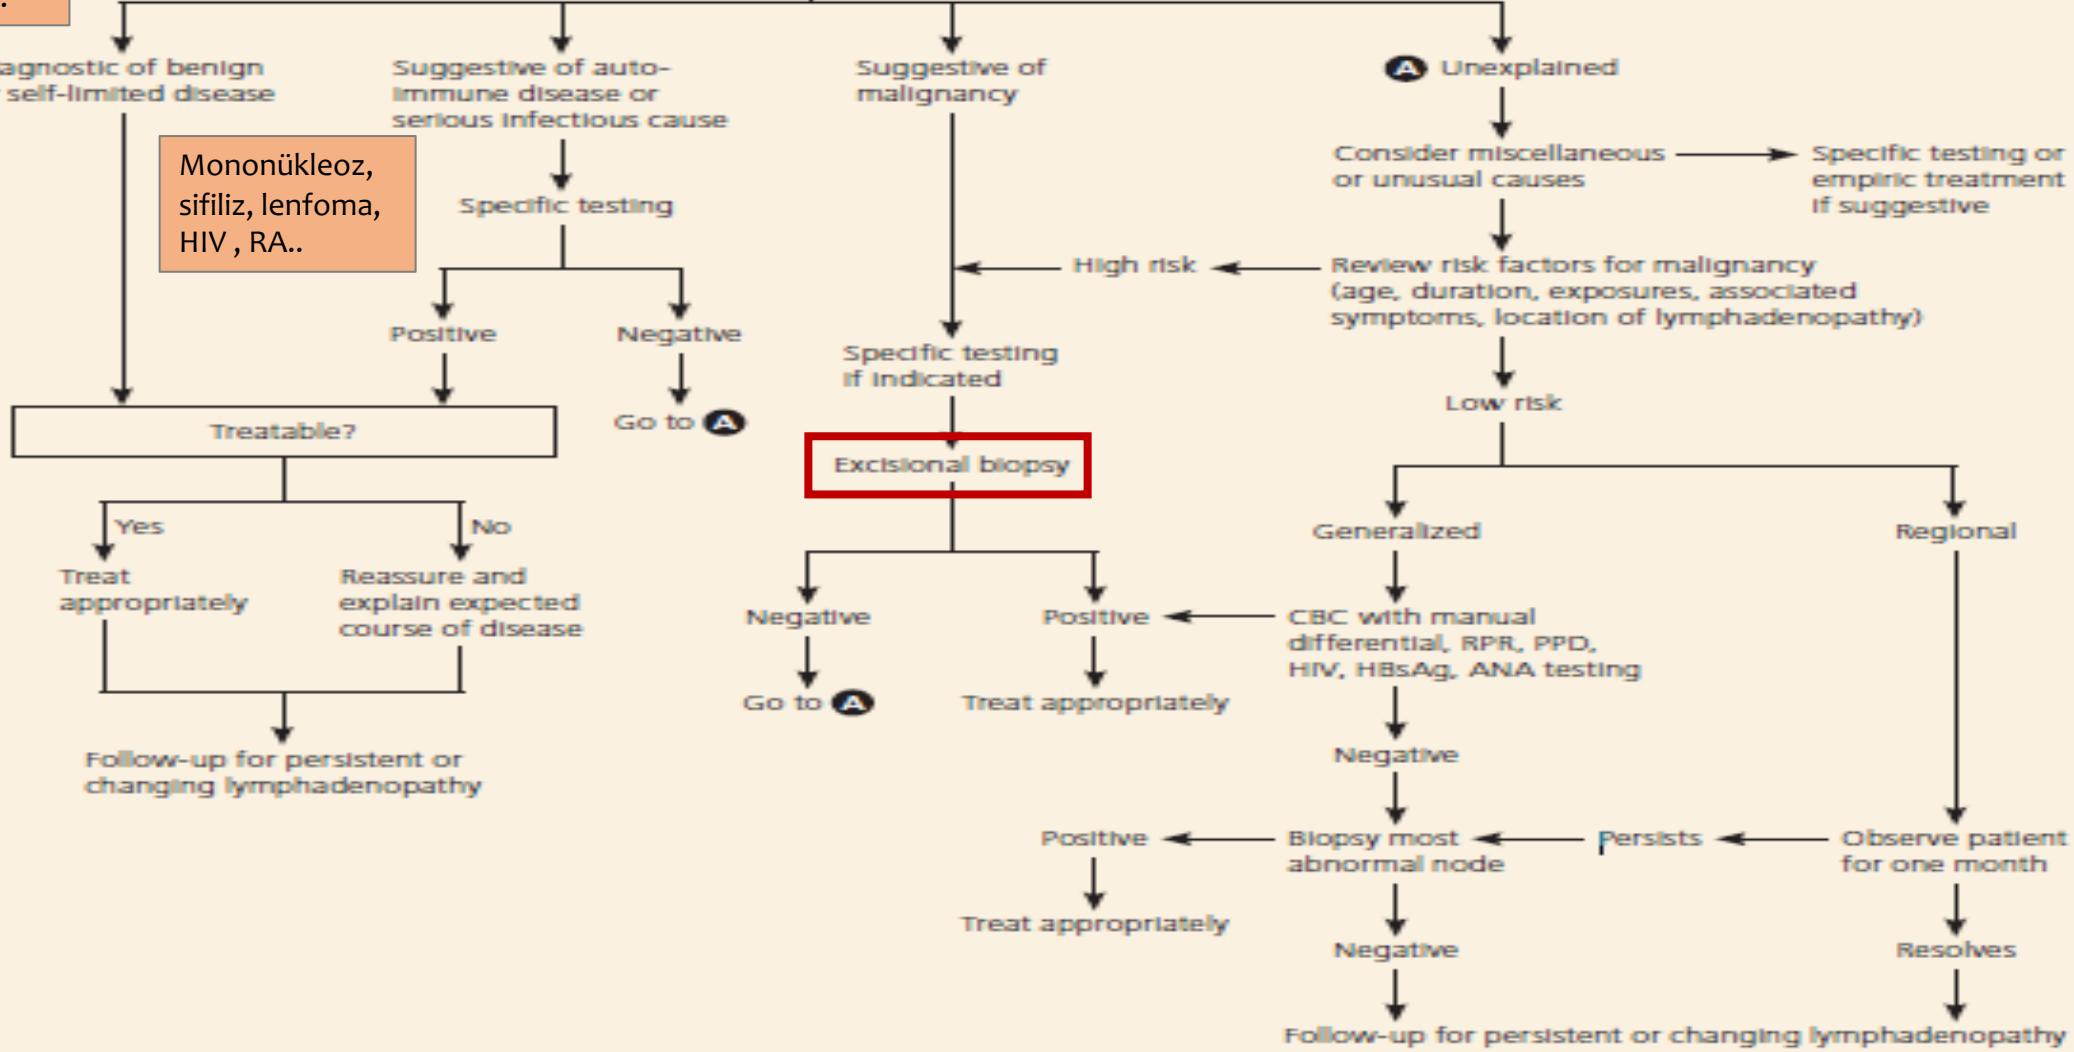 agnostic of benign
self-limited disease
Suggestive of auto-
immune disease or
serious infectious cause
Suggestive of
malignancy
A Unexplained
Mononükleoz,
sifiliz, lenfoma,
HIV , RA..
Specific testing
Consider miscellaneous
or unusual causes
Specific testing or
empiric treatment
if suggestive
High risk
Review risk factors for malignancy
(age, duration, exposures, associated
symptoms, location of lymphadenopathy)
Positive
Negative
Specific testing
if indicated
Low risk
Go to A
Treatable?
Excisional biopsy
Yes
No
Generalized
Regional
Treat
appropriately
Reassure and
explain expected
course of disease
Negative
Positive
CBC with manual
differential, RPR, PPD,
HIV, HBsAg, ANA testing
Go to A
Treat appropriately
Follow-up for persistent or
changing lymphadenopathy
Negative
Positive
Biopsy most
abnormal node
Persists
Observe patient
for one month
Treat appropriately
Negative
Resolves
Follow-up for persistent or changing lymphadenopathy